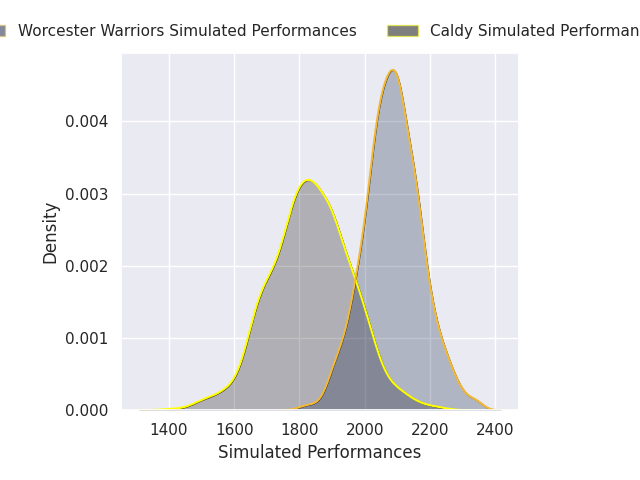 Worcester Warriors Simulated Performances
Caldy Simulated
0.004
0.003
0.002
0.001
0.000
Density
1400 1600 1800 2000 2200 2400
Simulated Performances